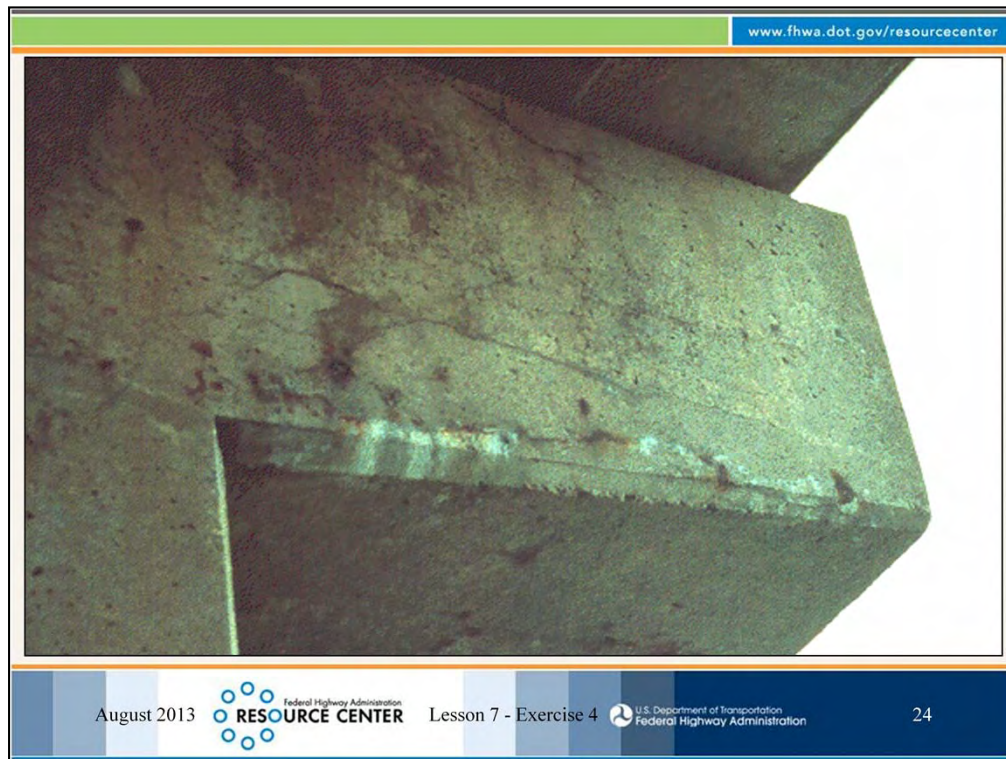 www.fhwa.dot.gov/resourcecenter
August 2013
Federal Highway Administration
RESOURCE CENTER
Lesson 7 - Exercise 4
U.S. Department of Transportation
Federal Highway Administration
24